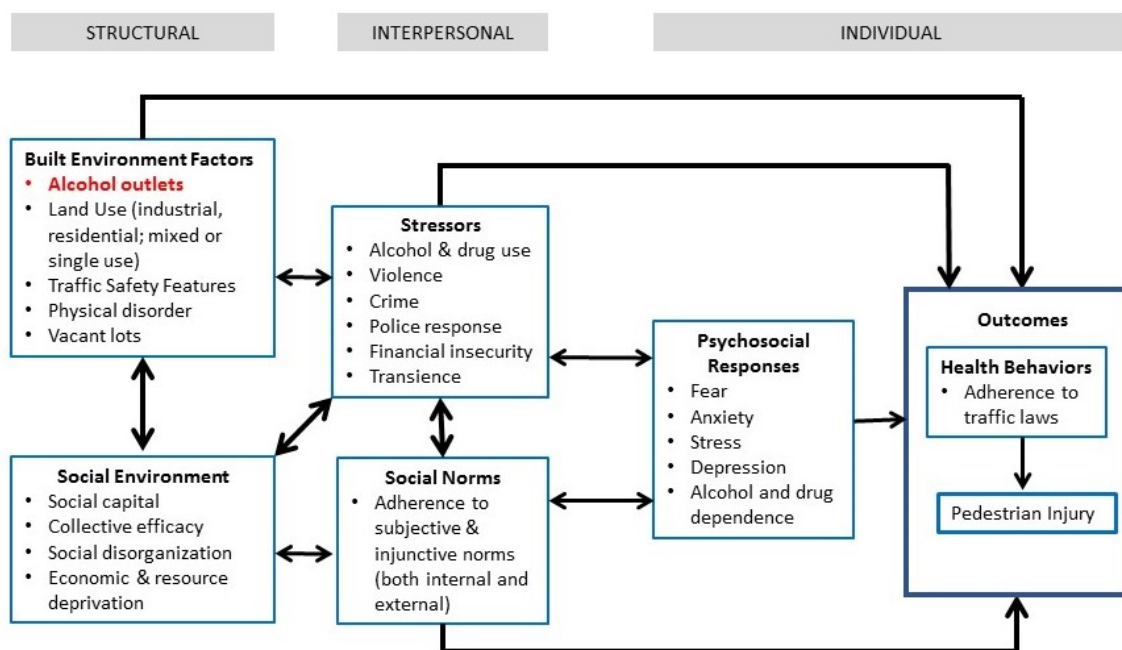 STRUCTURAL
INTERPERSONAL
INDIVIDUAL
Built Environment Factors
• Alcohol outlets
• Land Use (industrial,
residential; mixed or
single use)
• Traffic Safety Features
• Physical disorder
• Vacant lots
Social Environment
• Social capital
• Collective efficacy
• Social disorganization
• Economic & resource
deprivation
Stressors
• Alcohol & drug use
• Violence
• Crime
• Police response
• Financial insecurity
• Transience
Social Norms
• Adherence to
subjective &
injunctive norms
(both internal and
external)
Psychosocial
Responses
• Fear
• Anxiety
• Stress
• Depression
• Alcohol and drug
dependence
Outcomes
Health Behaviors
• Adherence to
traffic laws
Pedestrian Injury